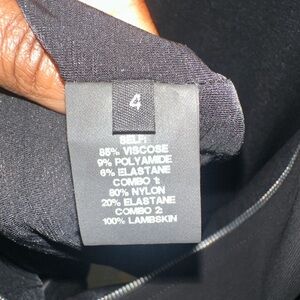 4
SELF:
85% VISCOSE
9% POLYAMIDE
6% ELASTANE
COMBO 1:
80% NYLON
20% ELASTANE
COMBO 2:
100% LAMBSKIN